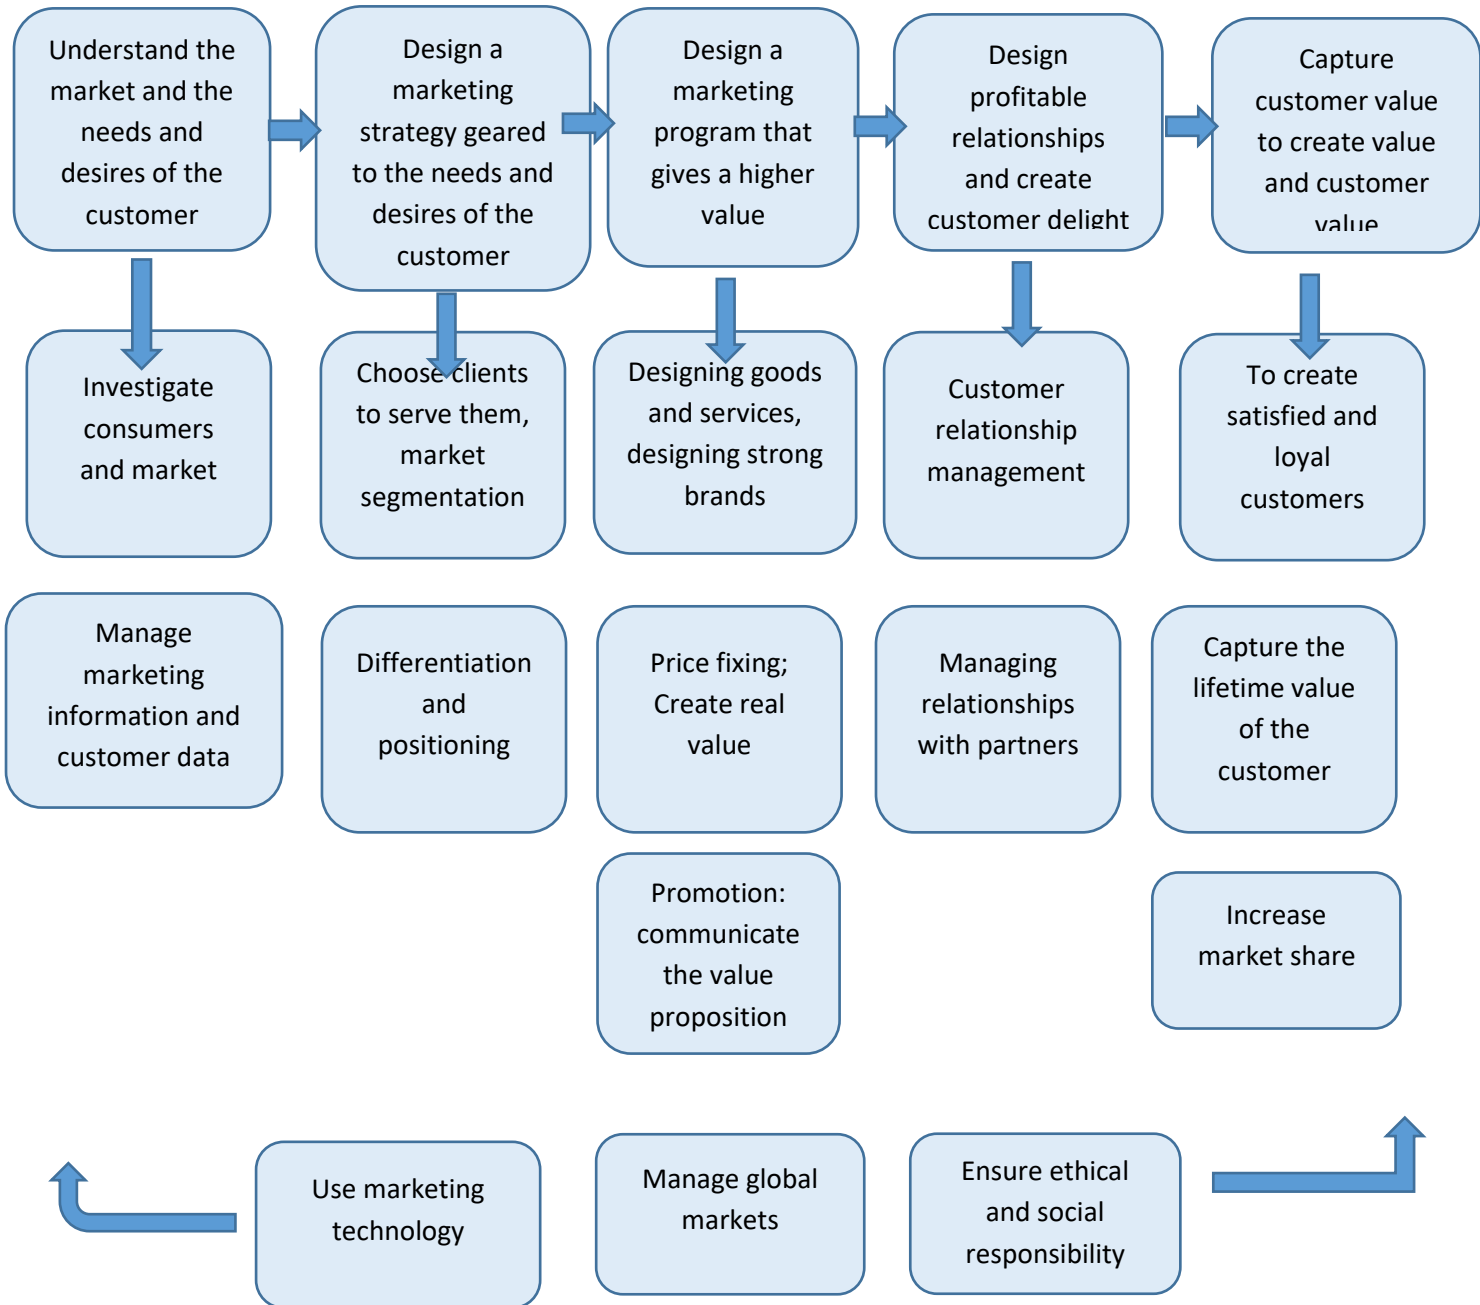 Understand the
market and the
needs and
desires of the
customer
Design a
marketing
strategy geared
to the needs and
desires of the
customer
Design a
marketing
program that
gives a higher
value
Design
profitable
relationships
and create
customer delight
Capture
customer value
to create value
and customer
value
Investigate
consumers
and market
Choose clients
to serve them,
market
segmentation
Designing goods
and services,
designing strong
brands
Customer
relationship
management
To create
satisfied and
loyal
customers
Manage
marketing
information and
customer data
Differentiation
and
positioning
Price fixing;
Create real
value
Managing
relationships
with partners
Capture the
lifetime value
of the
customer
Promotion:
communicate
the value
proposition
Increase
market share
Use marketing
technology
Manage global
markets
Ensure ethical
and social
responsibility